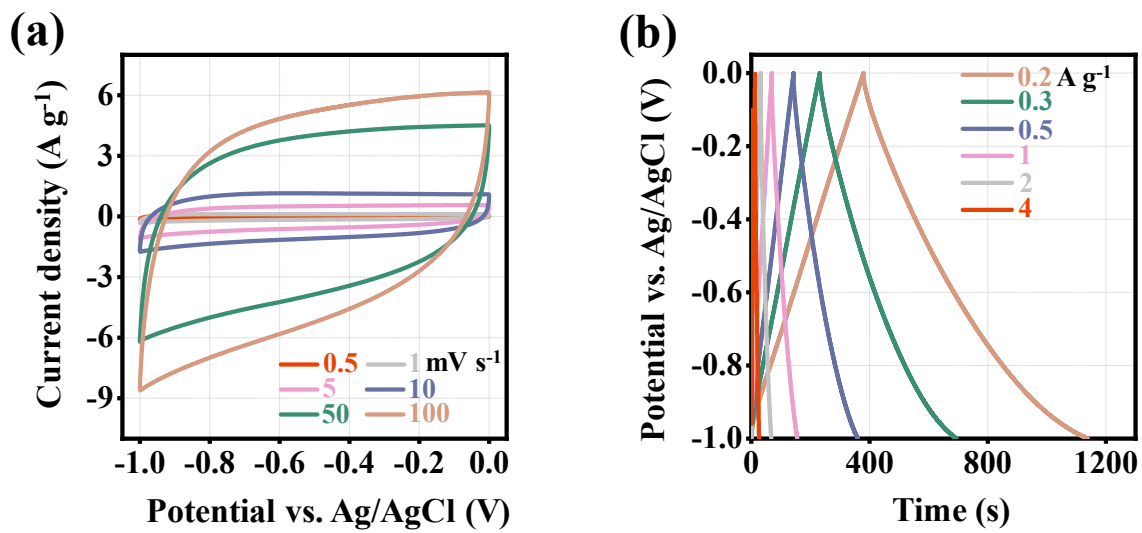 (a)
Current density (A g-1)
6
3
0
-3
-6
-9
0.5 1 mV s-1
5 10
50 100
-1.0 -0.8 -0.6 -0.4 -0.2 0.0
Potential vs. Ag/AgCl (V)
(b)
Potential vs. Ag/AgCl (V)
0.0
-0.2
-0.4
-0.6
-0.8
-1.0
0.2 A g-1
0.3
0.5
1
2
4
0 400 800 1200
Time (s)